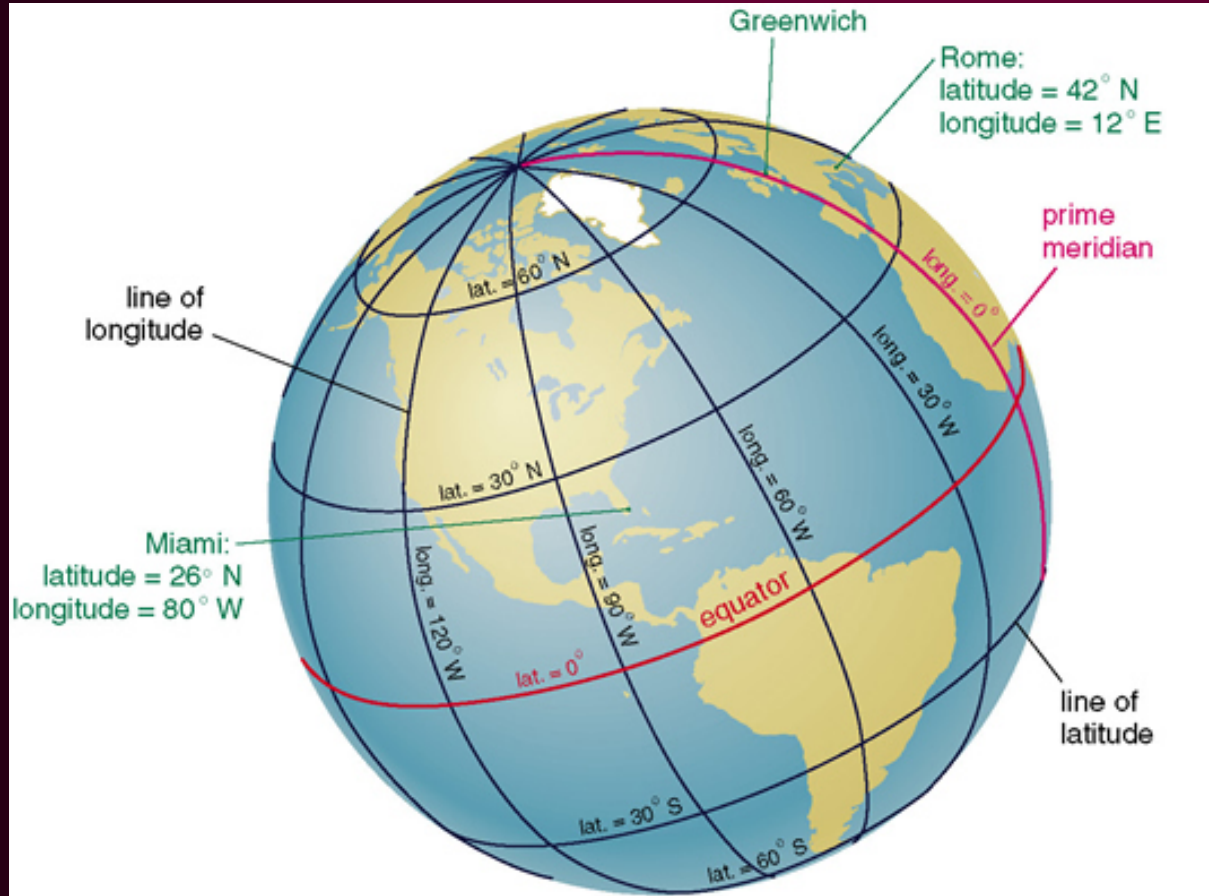 Greenwich
Rome:
latitude = 42° N
longitude = 12° E
prime
meridian
long. = 0°
line of
longitude
lat. = 60° N
long. = 30° W
lat. = 30° N
long. = 60° W
Miami:
latitude = 26° N
longitude = 80° W
long. = 120° W
long. = 90° W
equator
lat. = 0°
line of
latitude
lat. = 30° S
lat. = 60° S